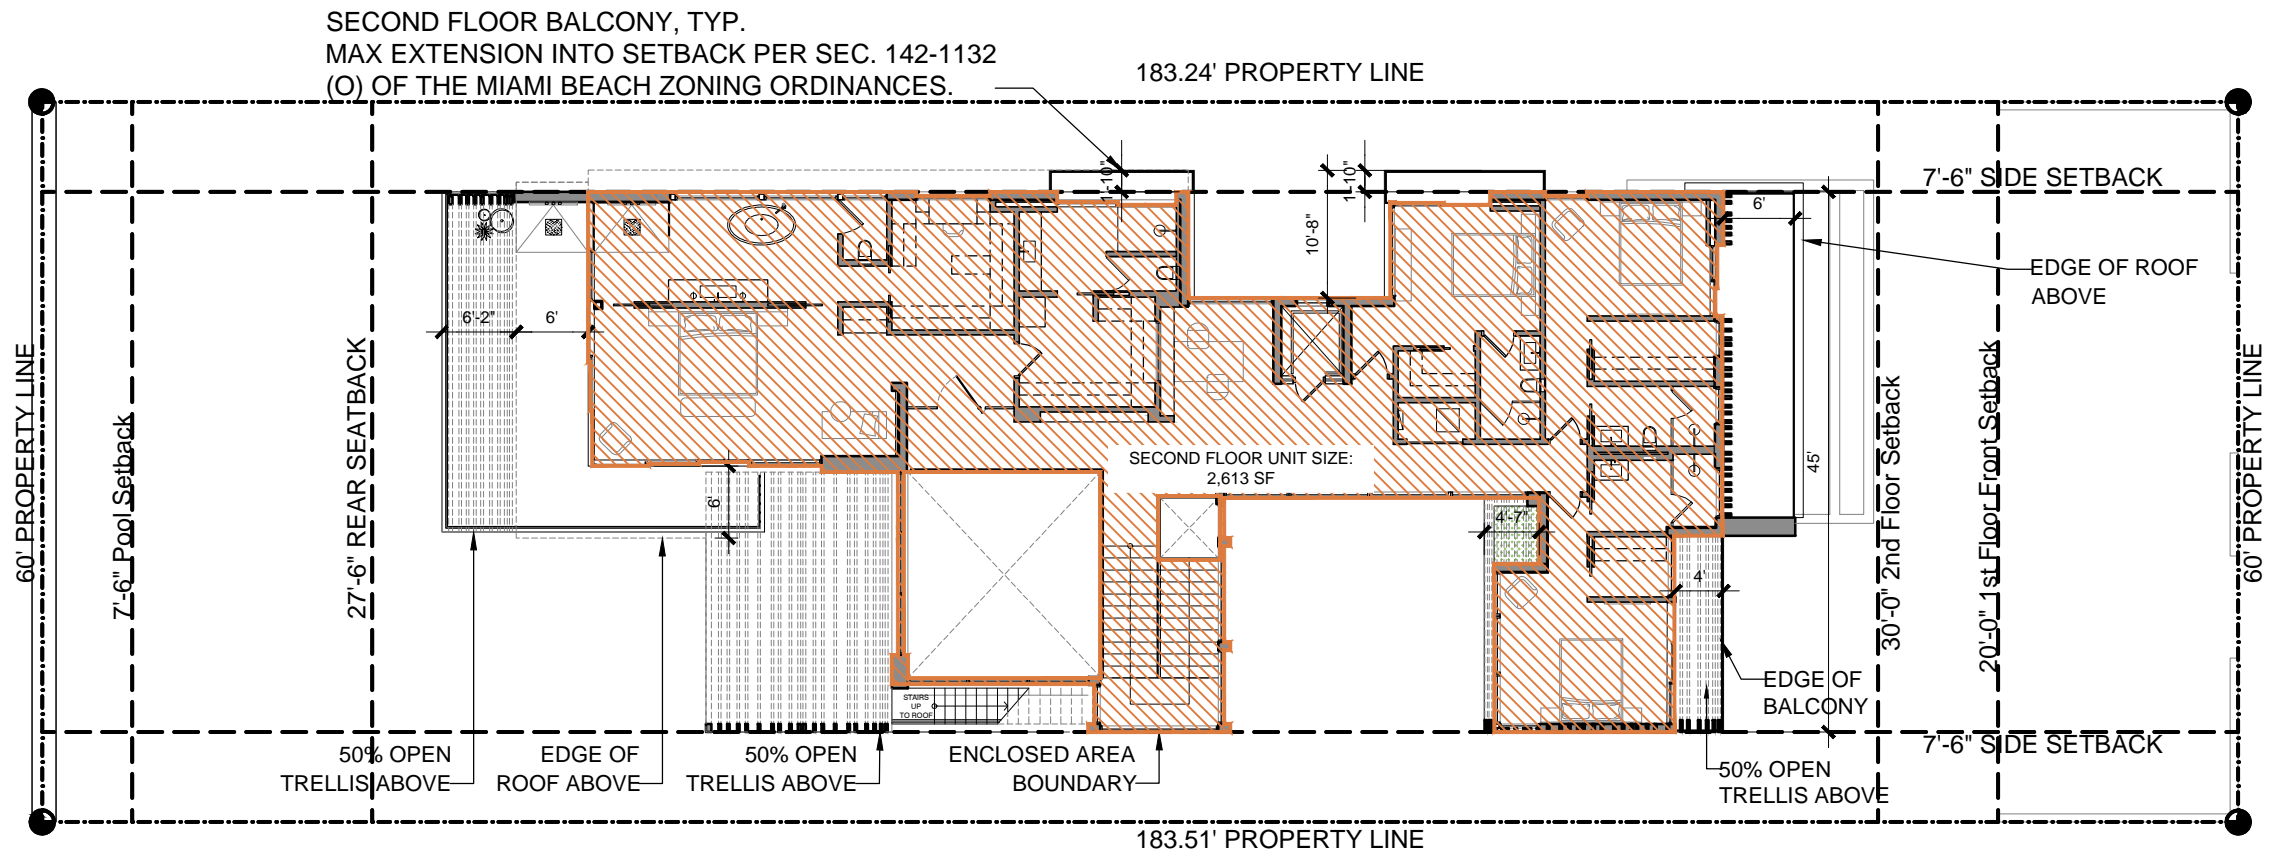 SECOND FLOOR BALCONY, TYP.
MAX EXTENSION INTO SETBACK PER SEC. 142-1132
(O) OF THE MIAMI BEACH ZONING ORDINANCES.
183.24' PROPERTY LINE
7'-6" SIDE SETBACK
1'-10"
1'-10"
10'-8"
6'
EDGE OF ROOF
ABOVE
6'-2"
6'
60' PROPERTY LINE
7'-6" Pool Setback
27'-6" REAR SEATBACK
SECOND FLOOR UNIT SIZE:
2,613 SF
45'
30'-0" 2nd Floor Setback
20'-0" 1st Floor Front Setback
60' PROPERTY LINE
6'
4'-7"
4'
STAIRS
UP
TO ROOF
EDGE OF
BALCONY
7'-6" SIDE SETBACK
50% OPEN
TRELLIS ABOVE
EDGE OF
ROOF ABOVE
50% OPEN
TRELLIS ABOVE
ENCLOSED AREA
BOUNDARY
50% OPEN
TRELLIS ABOVE
183.51' PROPERTY LINE